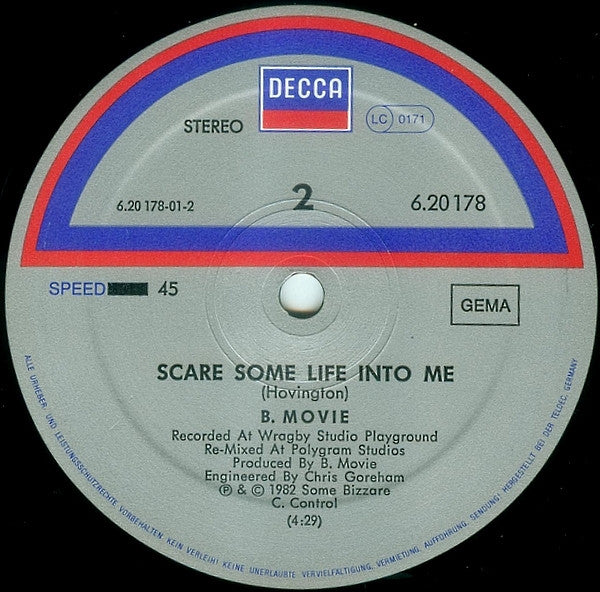 DECCA
STEREO
LC 0171
6.20 178-01-2
2
6.20178
SPEED 45
GEMA
SCARE SOME LIFE INTO ME
(Hovington)
B. MOVIE
Recorded At Wragby Studio Playground
Re-Mixed At Polygram Studios
Produced By B. Movie
Engineered By Chris Goreham
℗ & © 1982 Some Bizzare
C. Control
(4:29)
ALLE URHEBER- UND LEISTUNGSSCHUTZRECHTE VORBEHALTEN. KEIN VERLEIH! KEINE UNERLAUBTE VERVIELFÄLTIGUNG, VERMIETUNG, AUFFÜHRUNG, SENDUNG! HERGESTELLT BEI DER TELDEC, GERMANY